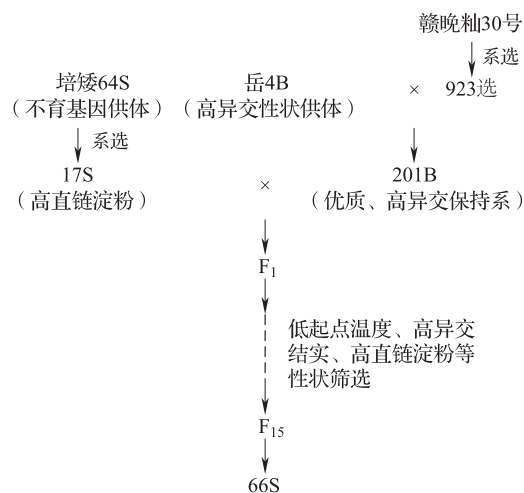 赣晚籼30号
系选
培矮64S
岳4B
×
923选
（不育基因供体）
（高异交性状供体）
系选
17S
×
201B
（高直链淀粉）
（优质、高异交保持系）
F1
低起点温度、高异交
结实、高直链淀粉等
性状筛选
F15
66S